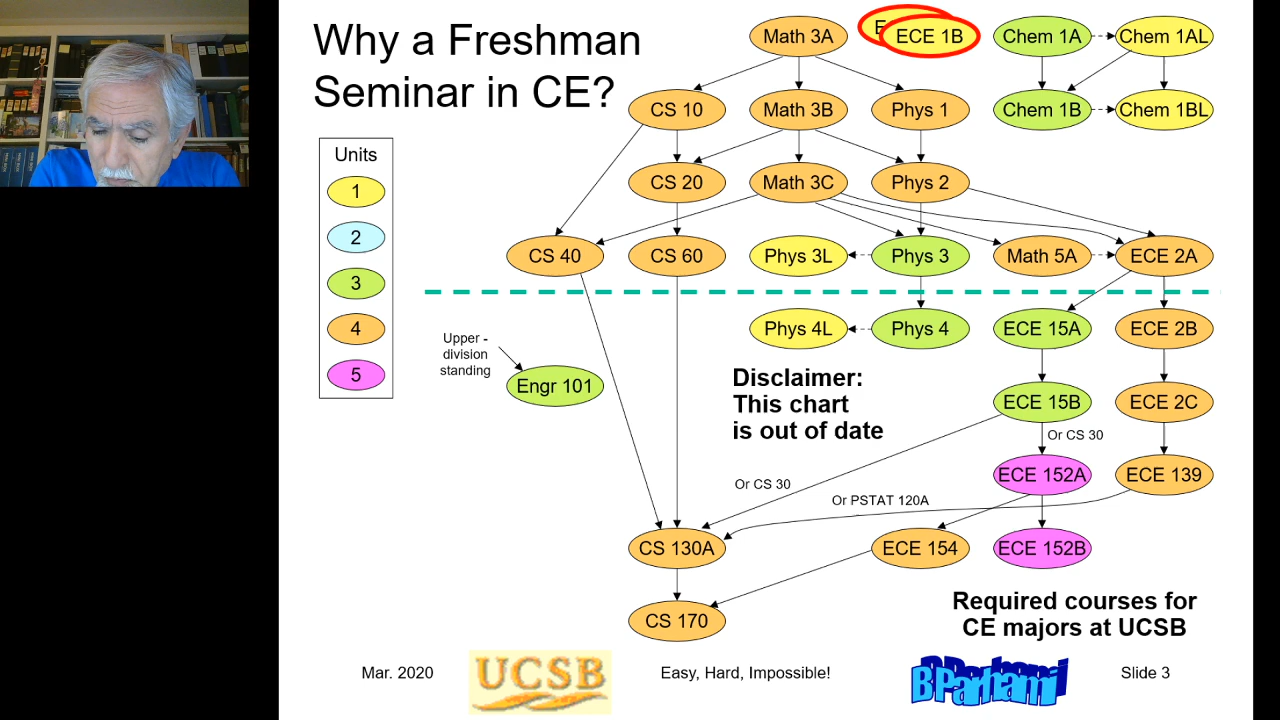 Why a Freshman
Seminar in CE?
Math 3A
ECE 1B
Chem 1A
Chem 1AL
CS 10
Math 3B
Phys 1
Chem 1B
Chem 1BL
Units
1
2
3
4
5
CS 20
Math 3C
Phys 2
CS 40
CS 60
Phys 3L
Phys 3
Math 5A
ECE 2A
Phys 4L
Phys 4
ECE 15A
ECE 2B
Upper -
division
standing
Engr 101
Disclaimer:
This chart
is out of date
ECE 15B
ECE 2C
Or CS 30
ECE 152A
ECE 139
Or CS 30
Or PSTAT 120A
CS 130A
ECE 154
ECE 152B
CS 170
Required courses for
CE majors at UCSB
Mar. 2020
UCSB
Easy, Hard, Impossible!
B Parhami
Slide 3